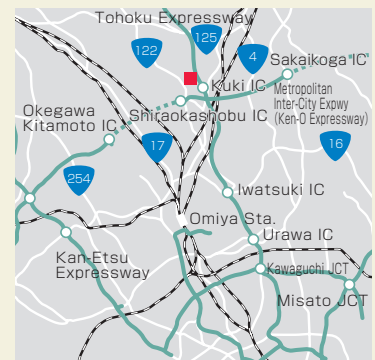 Tohoku Expressway
125
122
4
Sakaikoga IC
Kuki IC
Metropolitan
Inter-City Expwy
(Ken-O Expressway)
Shiraokashobu IC
Okegawa
Kitamoto IC
17
16
254
Iwatsuki IC
Omiya Sta.
Urawa IC
Kan-Etsu
Expressway
Kawaguchi JCT
Misato JCT